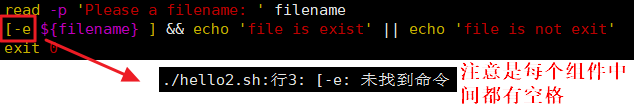 read -p 'Please a filename: ' filename
[-e ${filename} ] && echo 'file is exist' || echo 'file is not exit'
exit 0
./hello2.sh:行3: [-e: 未找到命令
注意是每个组件中
间都有空格